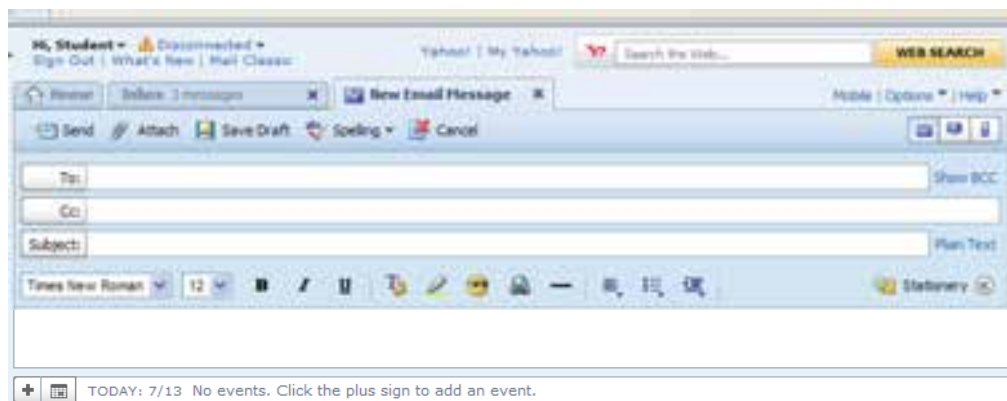 Hi, Student Disconnected
Yahoo! | My Yahoo!
Search the Web...
WEB SEARCH
Sign Out | What's New | Mail Classic
Home
Inbox 3 messages
New Email Message
Mobile | Options | Help
Send Attach Save Draft Spelling Cancel
To:
Show BCC
Cc:
Subject:
Plain Text
Times New Roman 12 B I U
Stationery
TODAY: 7/13 No events. Click the plus sign to add an event.